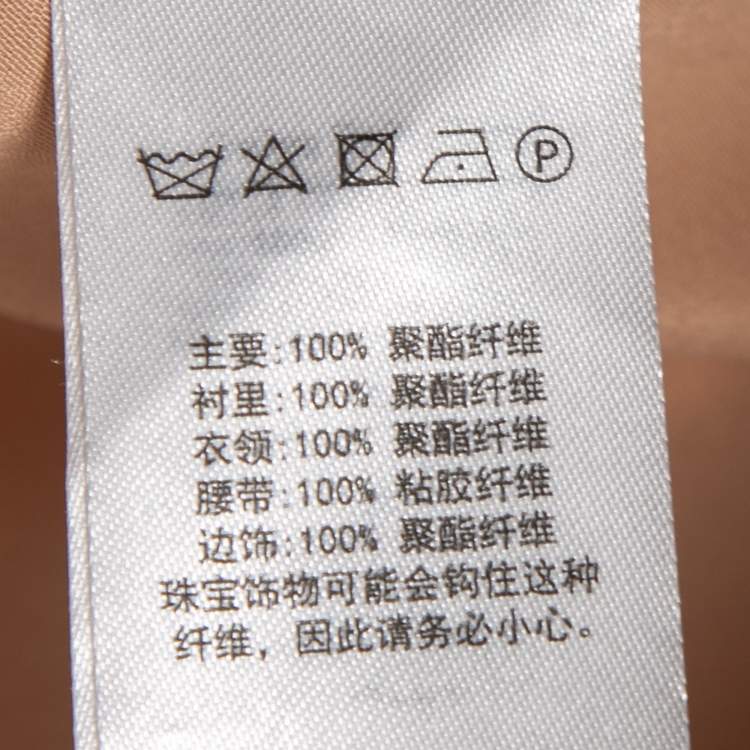 P
主要:100% 聚酯纤维
衬里:100% 聚酯纤维
衣领:100% 聚酯纤维
腰带:100% 粘胶纤维
边饰:100% 聚酯纤维
珠宝饰物可能会钩住这种
纤维，因此请务必小心。